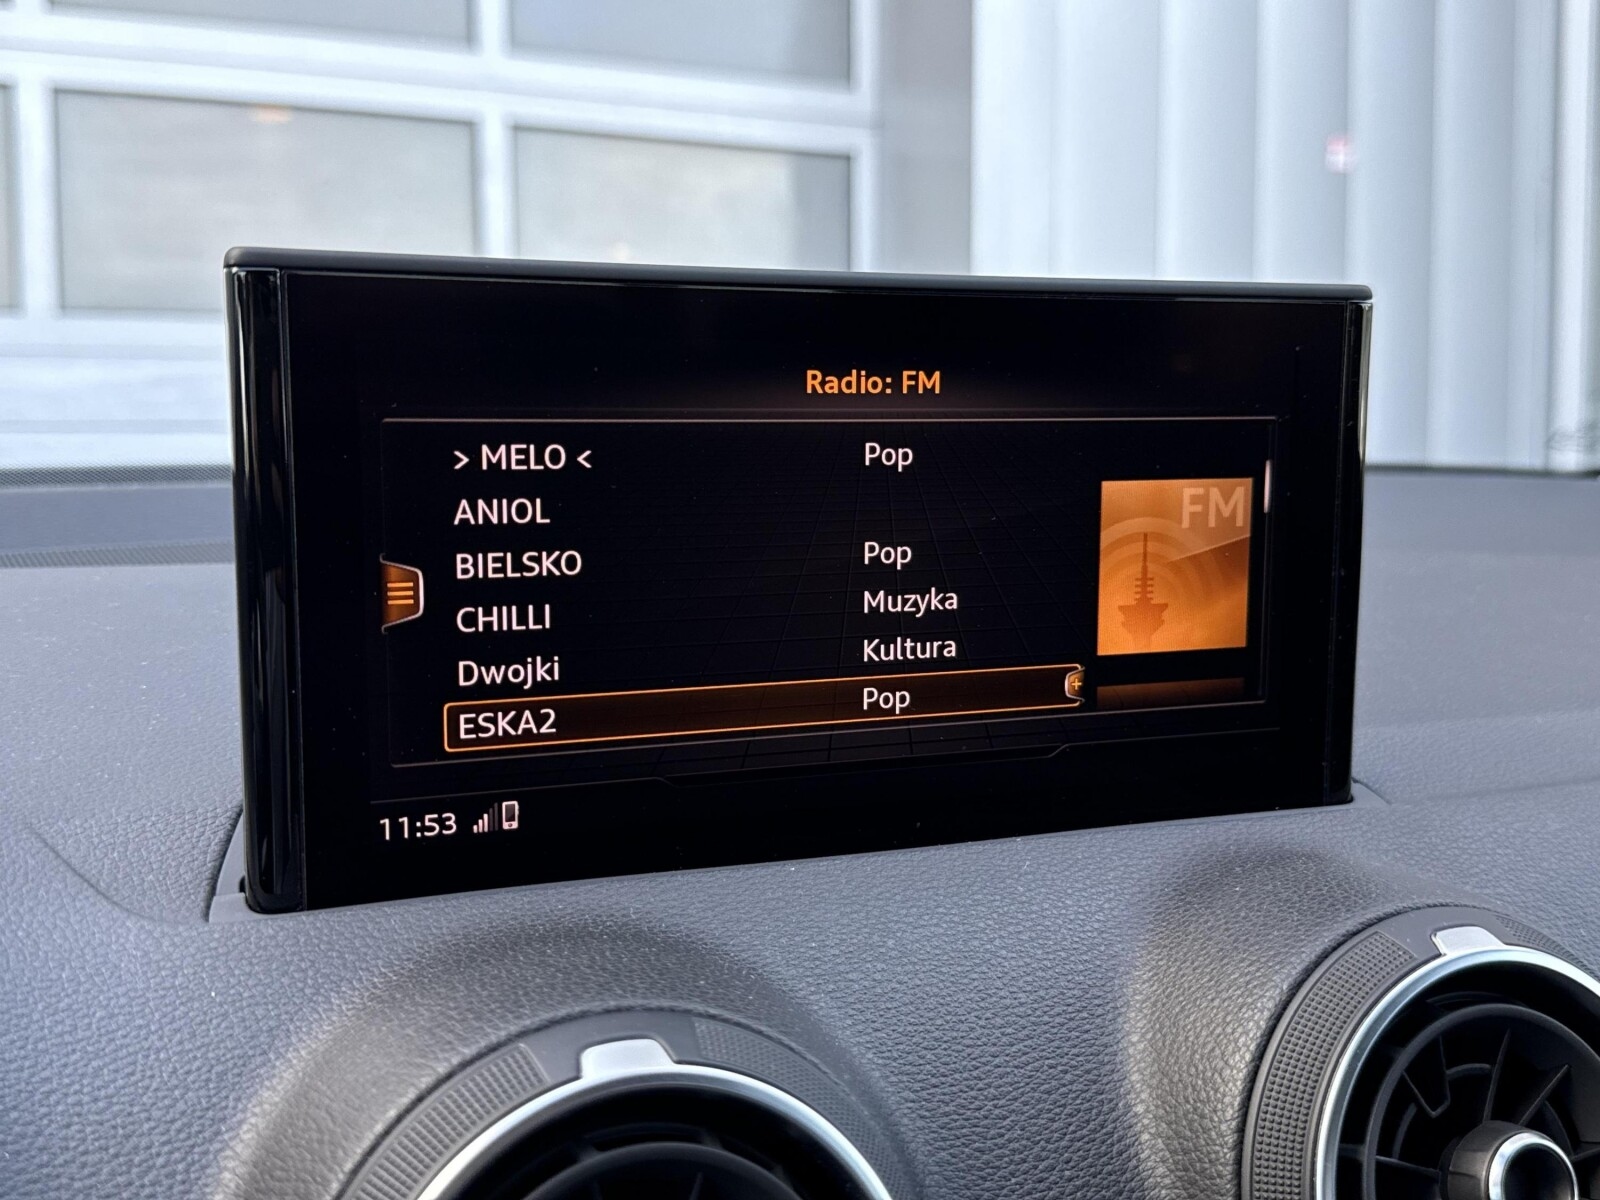 Radio: FM
> MELO < Pop
ANIOL
BIELSKO Pop
CHILLI Muzyka
Dwojki Kultura
ESKA2 Pop
FM
11:53